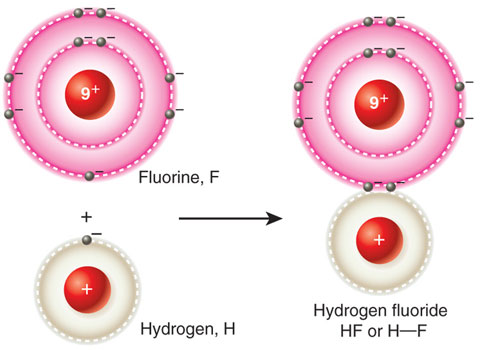 9+
9+
Fluorine, F
+
+
+
Hydrogen, H
Hydrogen fluoride
HF or H—F